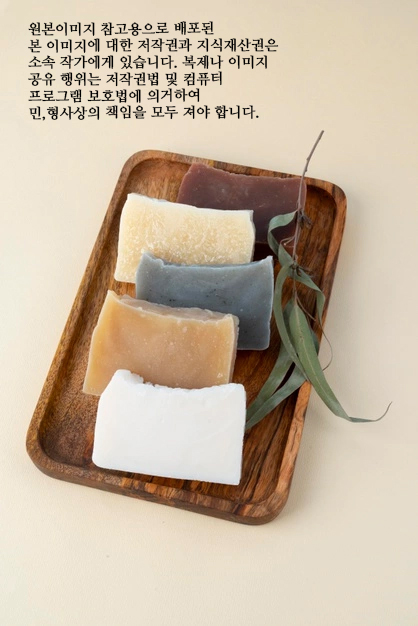 원본이미지 참고용으로 배포된
본 이미지에 대한 저작권과 지식재산권은
소속 작가에게 있습니다. 복제나 이미지
공유 행위는 저작권법 및 컴퓨터
프로그램 보호법에 의거하여
민,형사상의 책임을 모두 져야 합니다.